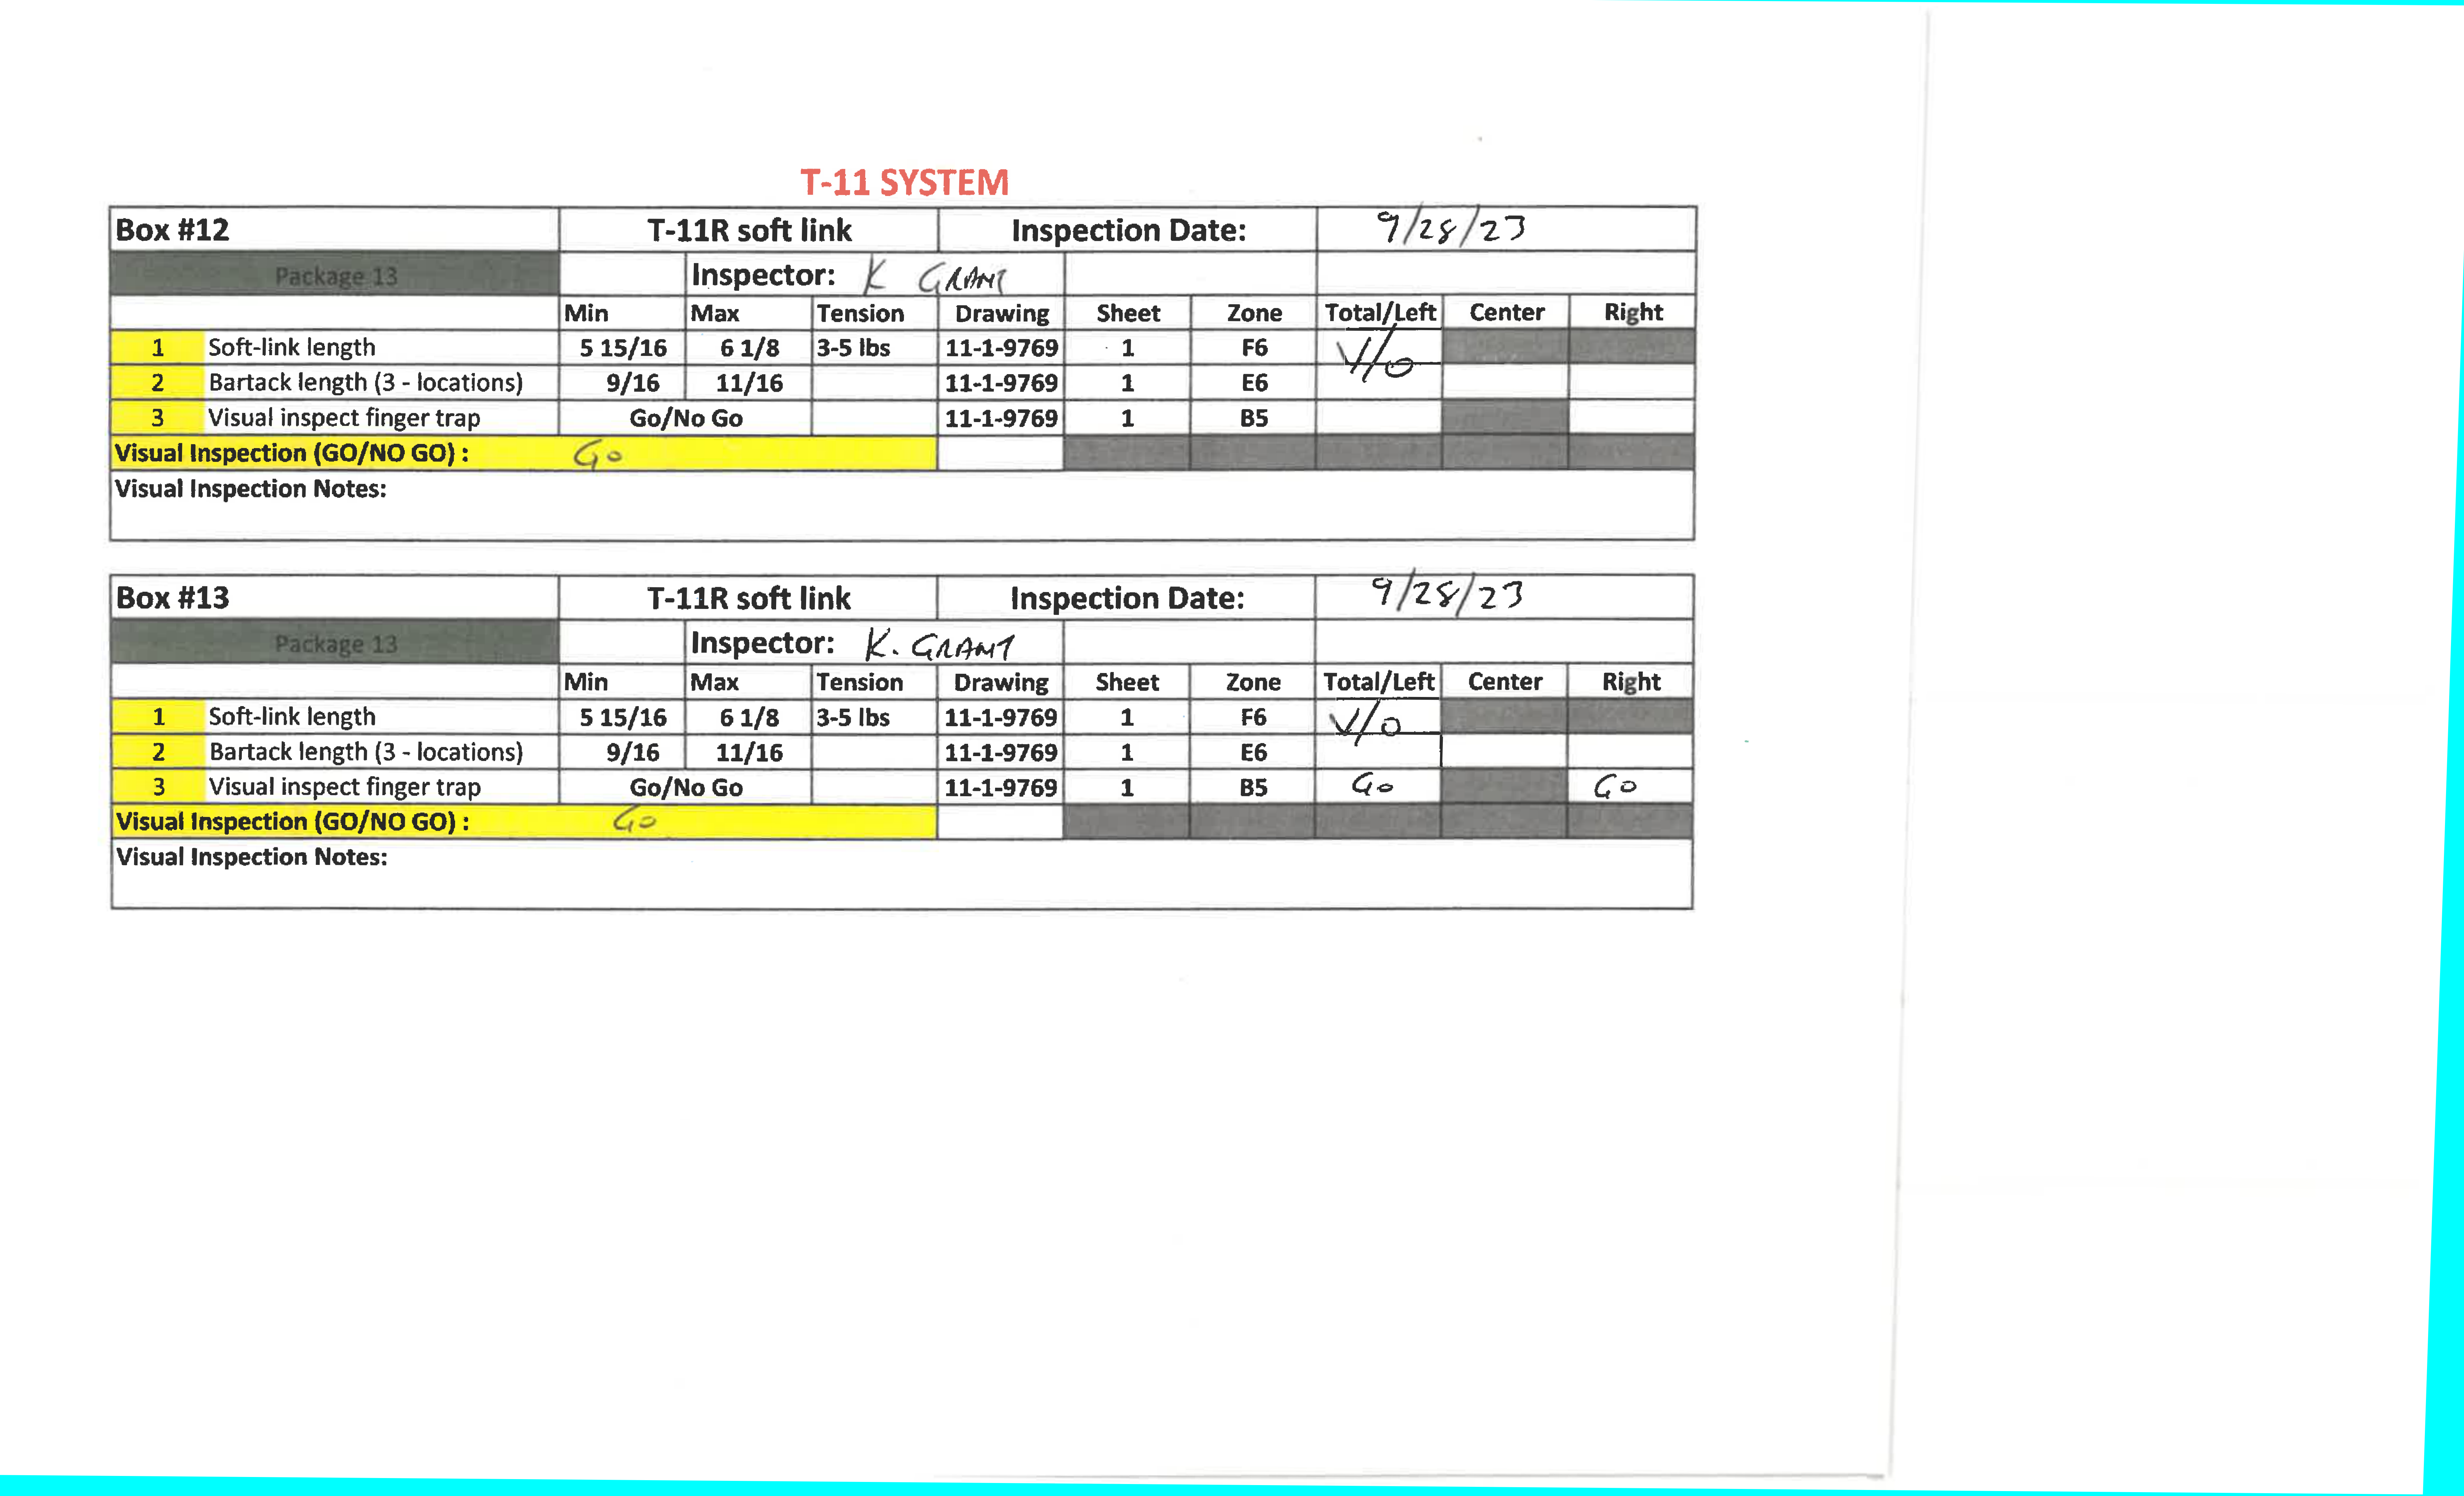 T-11 SYSTEM
Box #12 T-11R soft link Inspection Date: 9/28/23
Package 13 Inspector: K GRANT
Min Max Tension Drawing Sheet Zone Total/Left Center Right
1 Soft-link length 5 15/16 6 1/8 3-5 lbs 11-1-9769 1 F6 V/O
2 Bartack length (3 - locations) 9/16 11/16 11-1-9769 1 E6
3 Visual inspect finger trap Go/No Go 11-1-9769 1 B5
Visual Inspection (GO/NO GO) : Go
Visual Inspection Notes:
Box #13 T-11R soft link Inspection Date: 9/28/23
Package 13 Inspector: K. GRANT
Min Max Tension Drawing Sheet Zone Total/Left Center Right
1 Soft-link length 5 15/16 6 1/8 3-5 lbs 11-1-9769 1 F6 V/O
2 Bartack length (3 - locations) 9/16 11/16 11-1-9769 1 E6
3 Visual inspect finger trap Go/No Go 11-1-9769 1 B5 Go Go
Visual Inspection (GO/NO GO) : Go
Visual Inspection Notes: